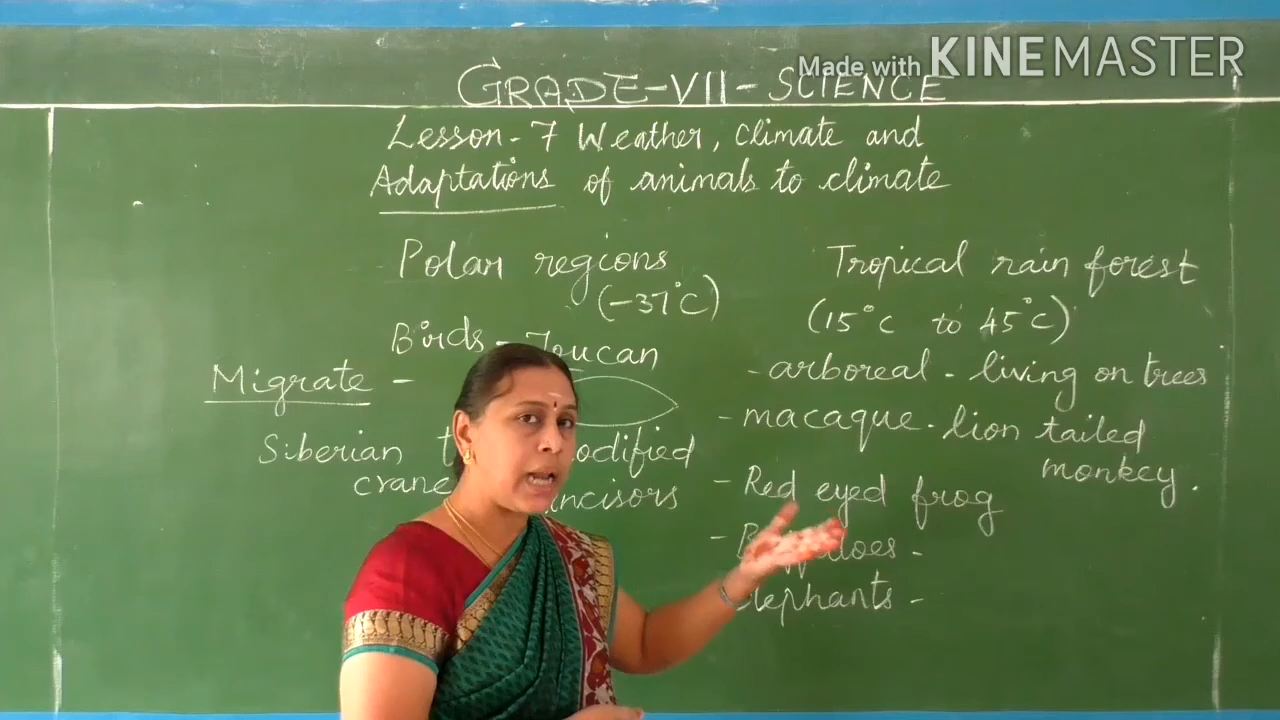 Made with KINEMASTER
GRADE-VII-SCIENCE
Lesson-7 Weather, Climate and
Adaptations of animals to climate
Polar regions
(-37°C)
Birds - Toucan
Migrate -
Siberian
crane
incisors
Tropical rain forest
(15°C to 45°C)
- arboreal - living on trees
- macaque - lion tailed
monkey.
- Red eyed frog
-
Elephants -